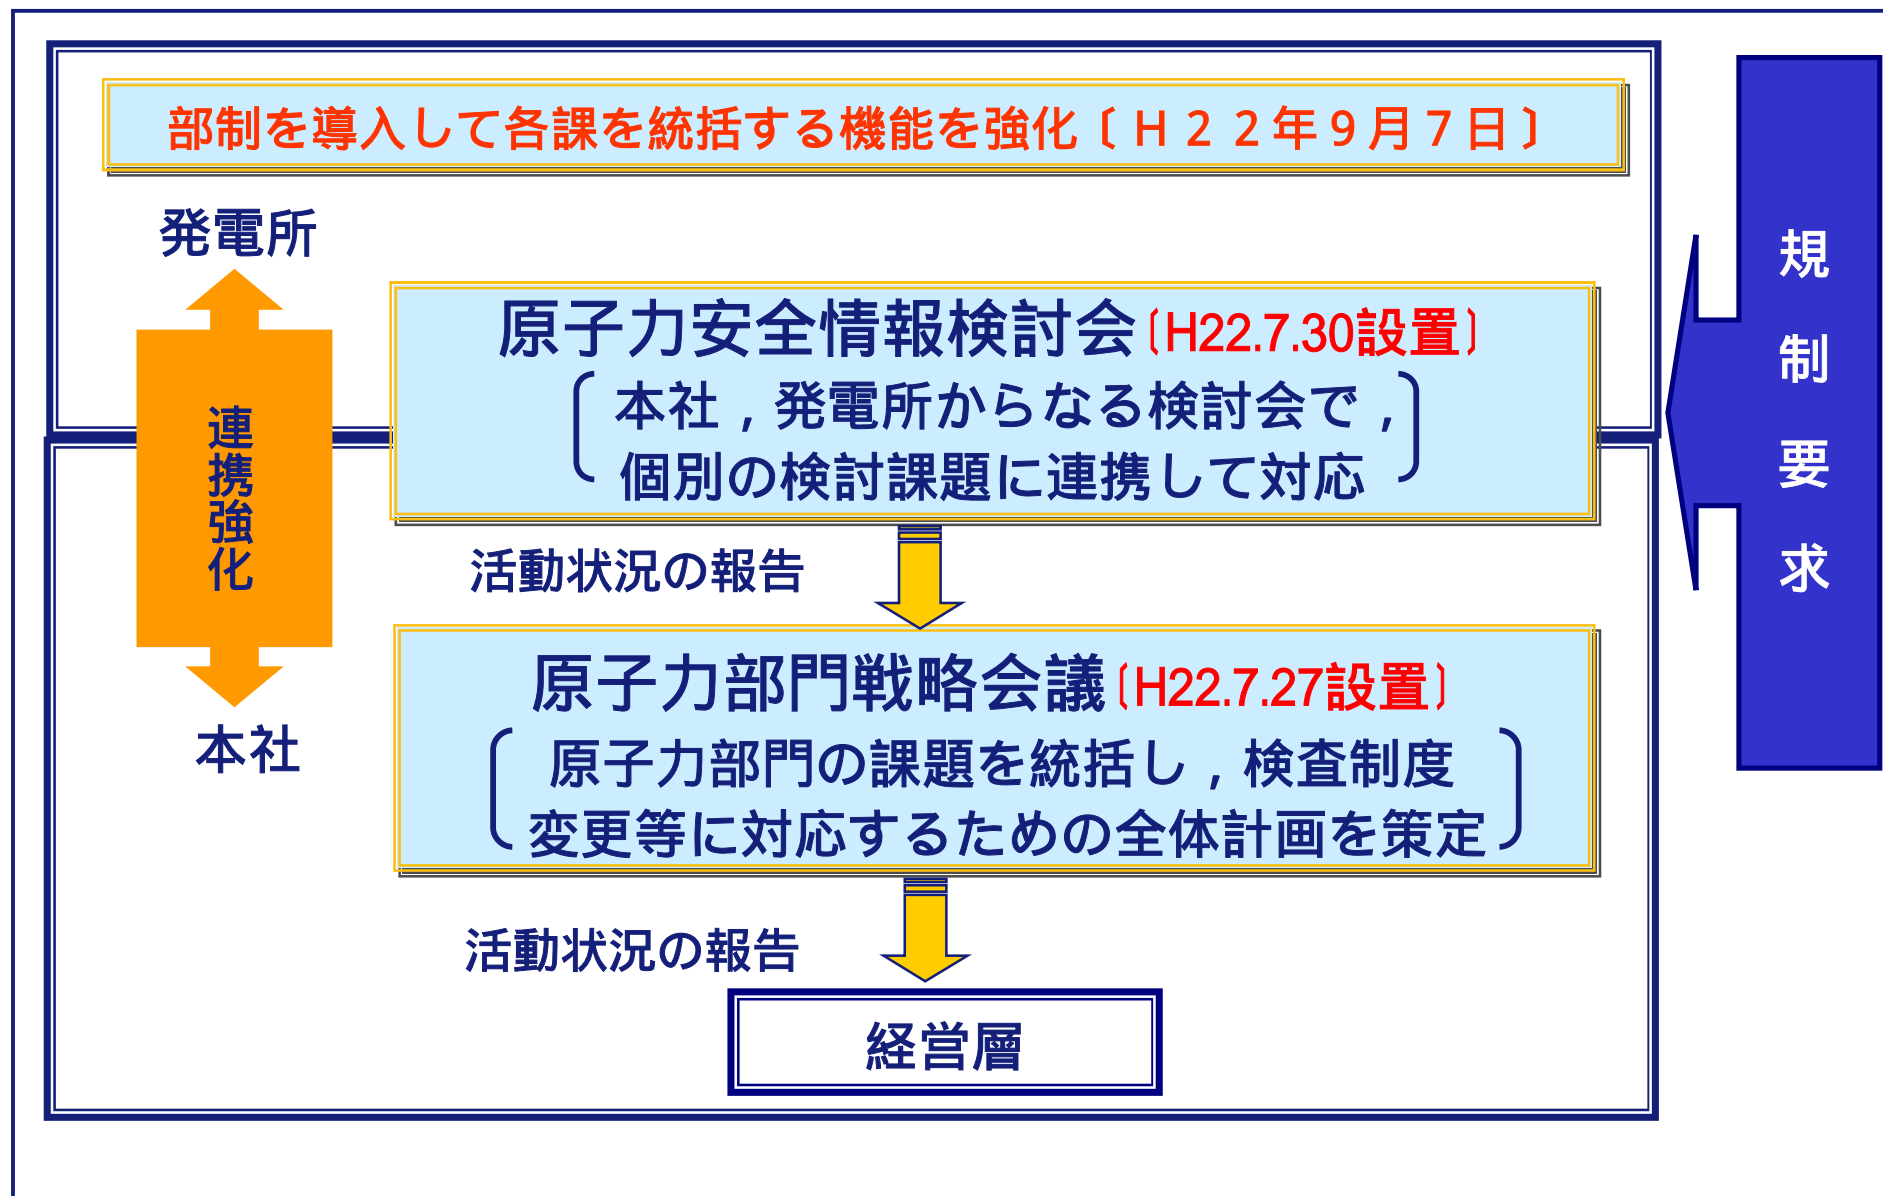 部制を導入して各課を統括する機能を強化〔Ｈ２２年９月７日〕
発電所
連携強化
本社
原子力安全情報検討会〔H22.7.30設置〕
本社，発電所からなる検討会で，
個別の検討課題に連携して対応
活動状況の報告
原子力部門戦略会議〔H22.7.27設置〕
原子力部門の課題を統括し，検査制度
変更等に対応するための全体計画を策定
活動状況の報告
経営層
規制要求